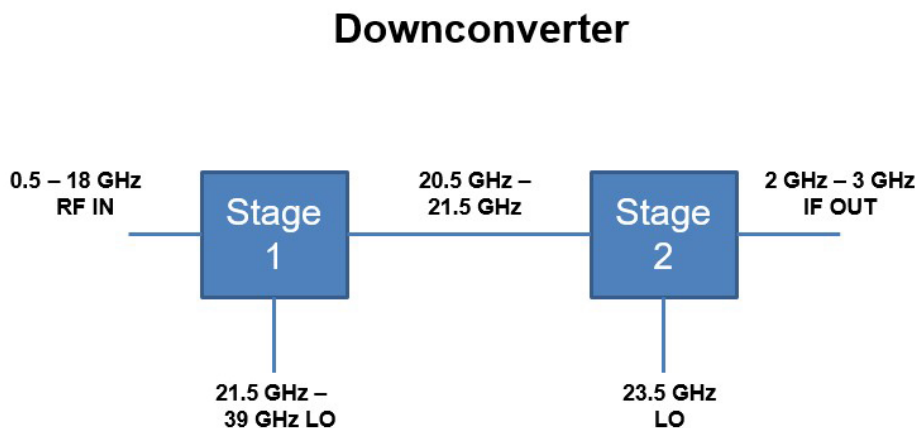 Downconverter
0.5 – 18 GHz
RF IN
Stage
1
20.5 GHz –
21.5 GHz
Stage
2
2 GHz – 3 GHz
IF OUT
21.5 GHz –
39 GHz LO
23.5 GHz
LO